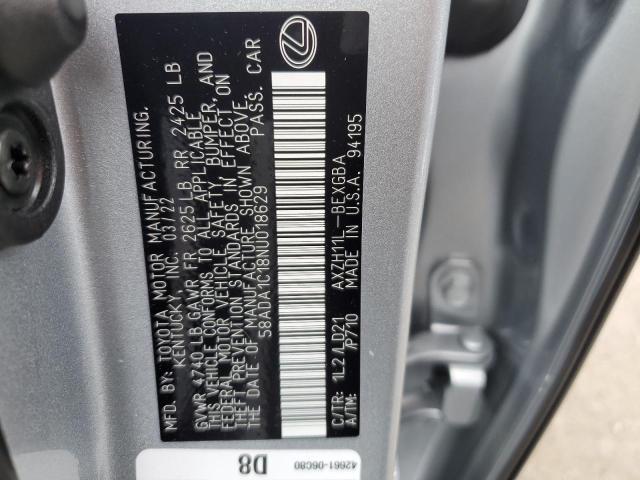 MFD. BY: TOYOTA MOTOR MANUFACTURING.
KENTUCKY, INC. 03/22
GVWR 4740 LB GAWR FR 2625 LB RR 2425 LB
THIS VEHICLE CONFORMS TO ALL APPLICABLE
FEDERAL MOTOR VEHICLE SAFETY, BUMPER, AND
THEFT PREVENTION STANDARDS IN EFFECT ON
THE DATE OF MANUFACTURE SHOWN ABOVE.
58ADA1C18NU018629 PASS. CAR
C/TR: 1L2/LD21 AXZH11L-BEXGBA
A/TM: /P710 MADE IN U.S.A. 94195
D8
42661-06C80